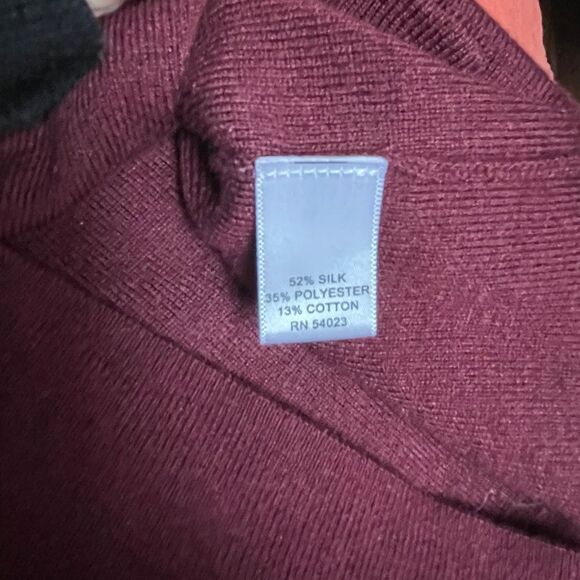 52% SILK
35% POLYESTER
13% COTTON
RN 54023